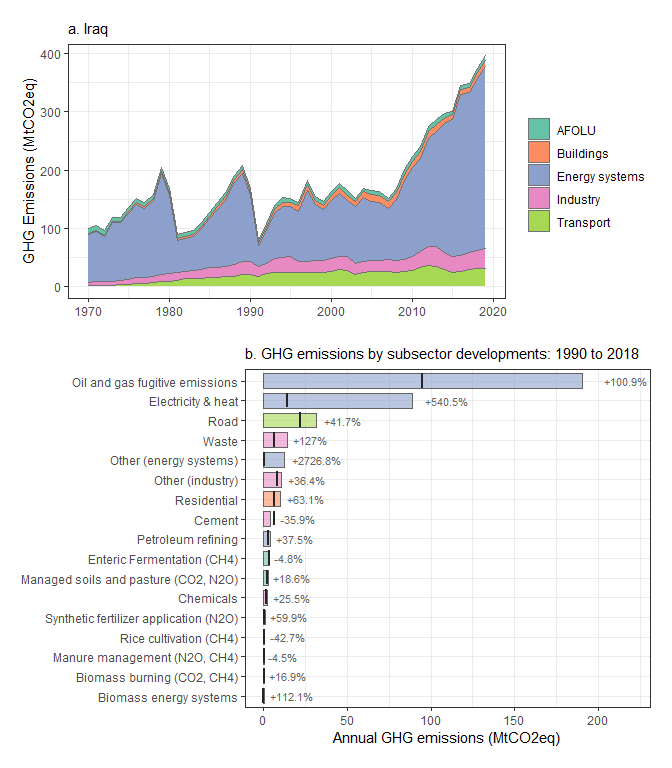 a. Iraq
GHG Emissions (MtCO2eq)
400
300
200
100
0
1970
1980
1990
2000
2010
2020
AFOLU
Buildings
Energy systems
Industry
Transport
b. GHG emissions by subsector developments: 1990 to 2018
Oil and gas fugitive emissions +100.9%
Electricity & heat +540.5%
Road +41.7%
Waste +127%
Other (energy systems) +2726.8%
Other (industry) +36.4%
Residential +63.1%
Cement -35.9%
Petroleum refining +37.5%
Enteric Fermentation (CH4) -4.8%
Managed soils and pasture (CO2, N2O) +18.6%
Chemicals +25.5%
Synthetic fertilizer application (N2O) +59.9%
Rice cultivation (CH4) -42.7%
Manure management (N2O, CH4) -4.5%
Biomass burning (CO2, CH4) +16.9%
Biomass energy systems +112.1%
0
50
100
150
200
Annual GHG emissions (MtCO2eq)